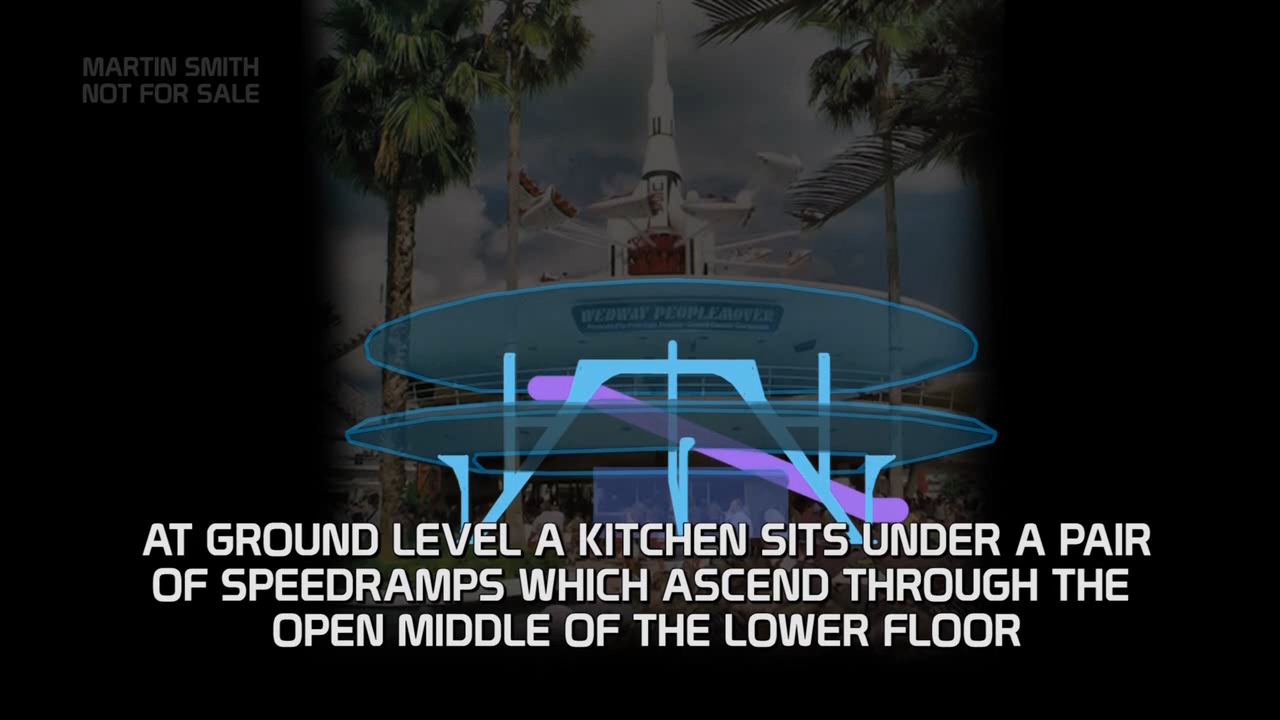 MARTIN SMITH
NOT FOR SALE
WEDWAY PEOPLEMOVER
AT GROUND LEVEL A KITCHEN SITS UNDER A PAIR
OF SPEEDRAMPS WHICH ASCEND THROUGH THE
OPEN MIDDLE OF THE LOWER FLOOR